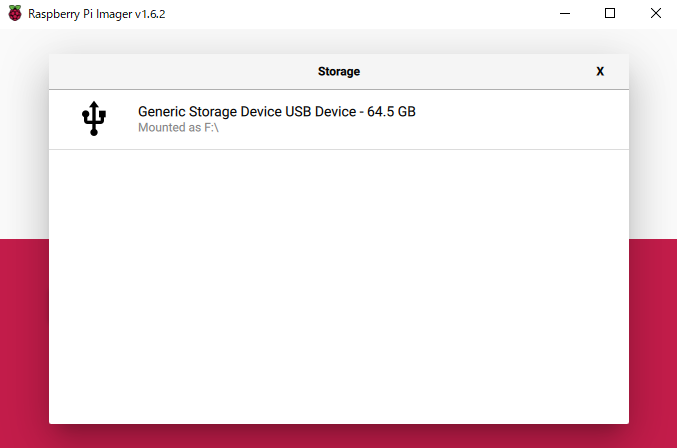 Raspberry Pi Imager v1.6.2
Storage
X
Generic Storage Device USB Device - 64.5 GB
Mounted as F:\